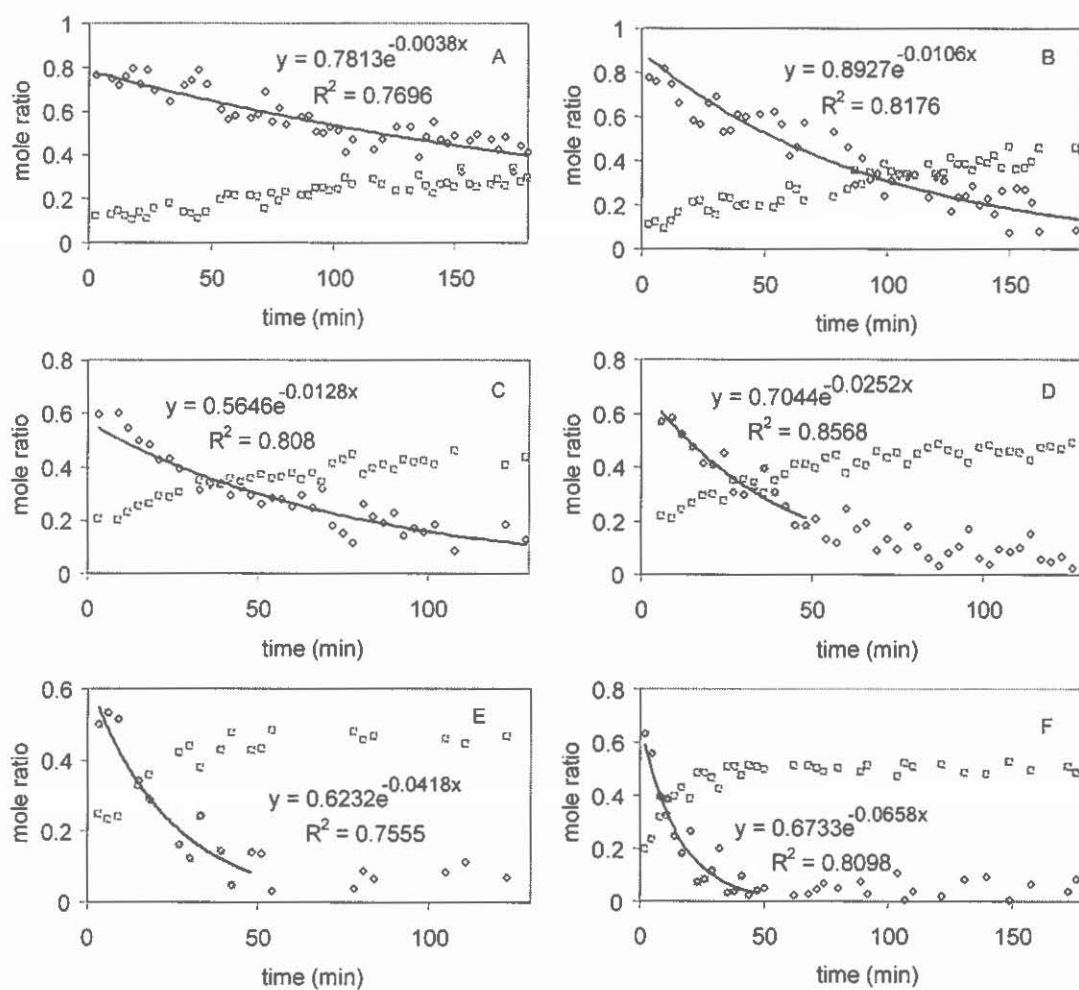 1
0.8
0.6
0.4
0.2
0
mole ratio
A
y = 0.7813e^-0.0038x
R^2 = 0.7696
0 50 100 150
time (min)
1
0.8
0.6
0.4
0.2
0
mole ratio
B
y = 0.8927e^-0.0106x
R^2 = 0.8176
0 50 100 150
time (min)
0.8
0.6
0.4
0.2
0
mole ratio
C
y = 0.5646e^-0.0128x
R^2 = 0.808
0 50 100
time (min)
0.8
0.6
0.4
0.2
0
mole ratio
D
y = 0.7044e^-0.0252x
R^2 = 0.8568
0 50 100
time (min)
0.6
0.4
0.2
0
mole ratio
E
y = 0.6232e^-0.0418x
R^2 = 0.7555
0 50 100
time (min)
0.8
0.6
0.4
0.2
0
mole ratio
F
y = 0.6733e^-0.0658x
R^2 = 0.8098
0 50 100 150
time (min)